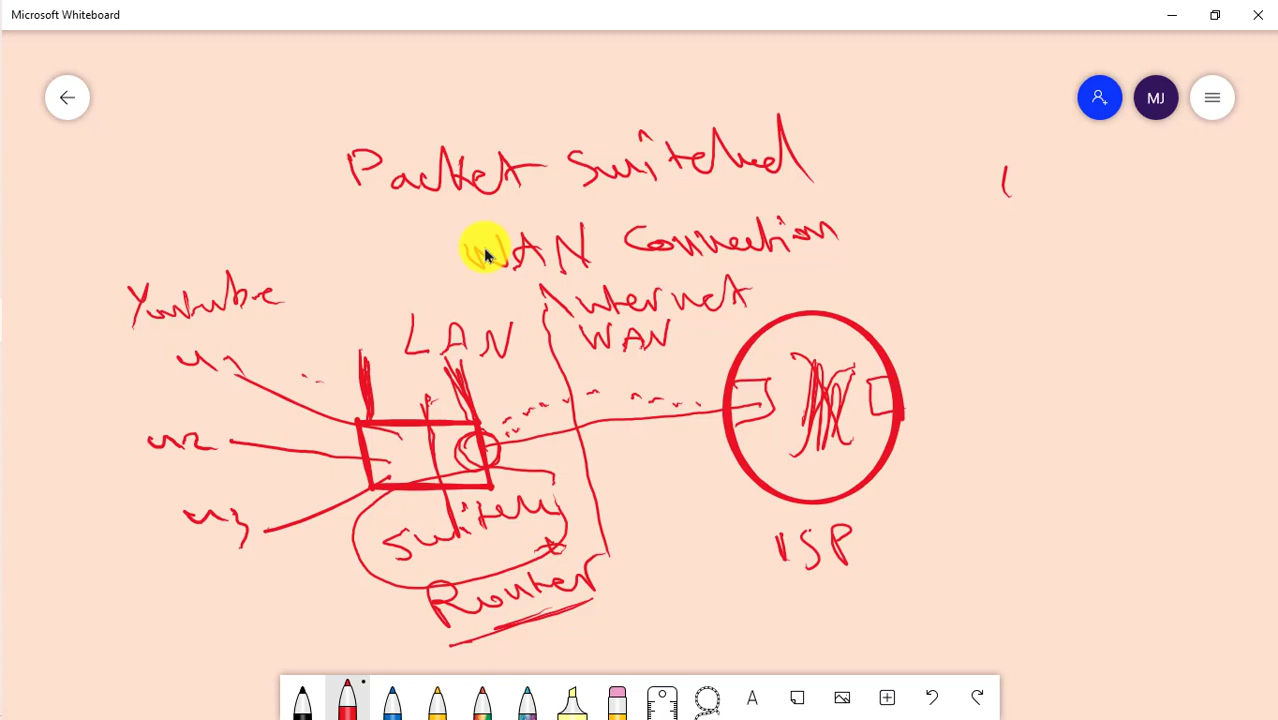 Microsoft Whiteboard
MJ
Packet Switched
WAN Connection
Youtube
Internet
LAN
WAN
U1
U2
U3
Switch
+
Router
ISP
A